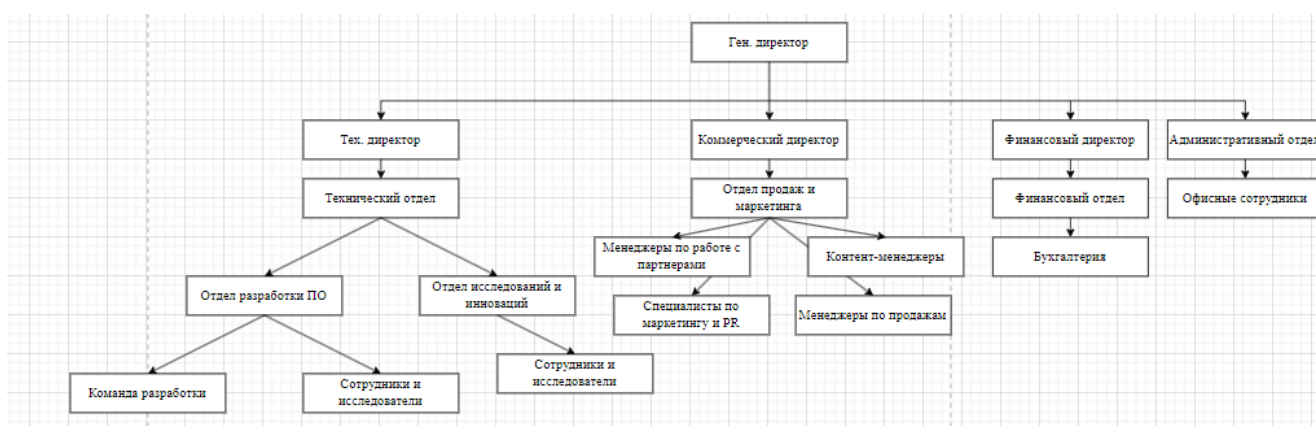 Ген. директор
Тех. директор
Коммерческий директор
Финансовый директор
Административный отдел
Технический отдел
Отдел продаж и
маркетинга
Финансовый отдел
Офисные сотрудники
Менеджеры по работе с
партнерами
Контент-менеджеры
Бухгалтерия
Отдел разработки ПО
Отдел исследований и
инноваций
Специалисты по
маркетингу и PR
Менеджеры по продажам
Команда разработки
Сотрудники и
исследователи
Сотрудники и
исследователи